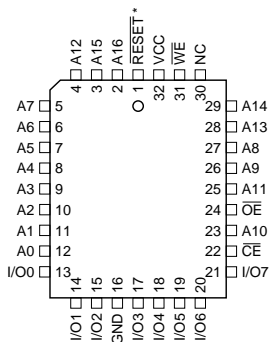 A12
A15
A16
RESET *
VCC
WE
NC
4
3
2
1
32
31
30
A7 5
A6 6
A5 7
A4 8
A3 9
A2 10
A1 11
A0 12
I/O0 13
29 A14
28 A13
27 A8
26 A9
25 A11
24 OE
23 A10
22 CE
21 I/O7
14
15
16
17
18
19
20
I/O1
I/O2
GND
I/O3
I/O4
I/O5
I/O6